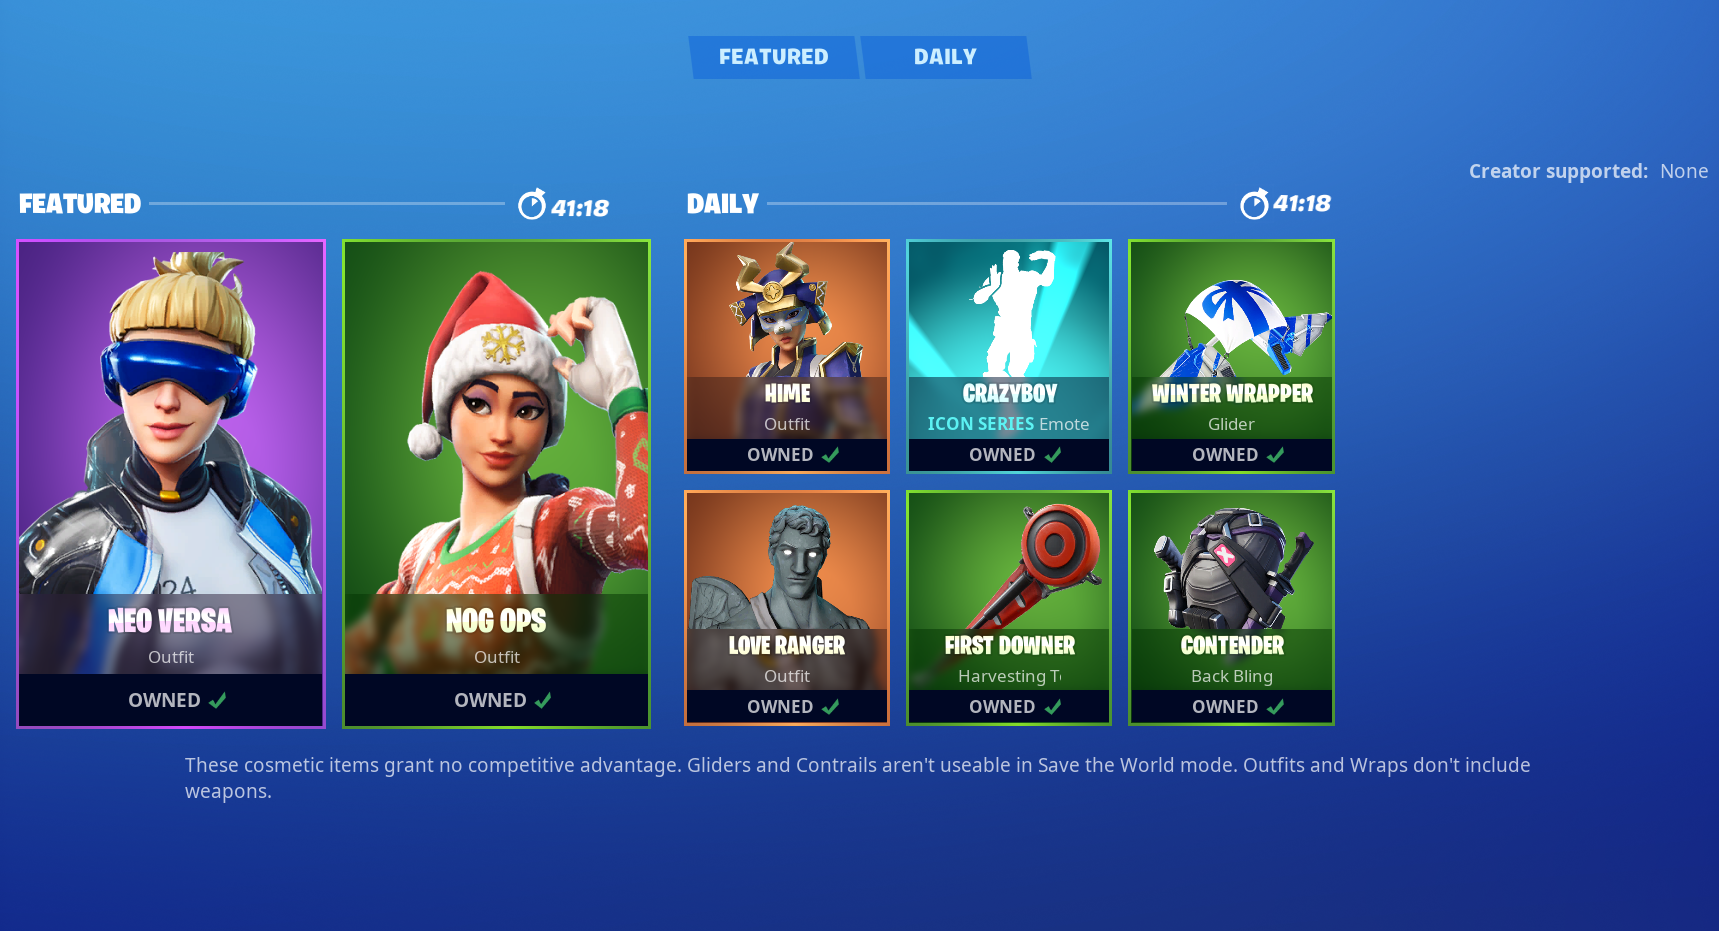 FEATURED
DAILY
Creator supported: None
FEATURED
41:18
NEO VERSA
Outfit
OWNED
NOG OPS
Outfit
OWNED
DAILY
41:18
HIME
Outfit
OWNED
CRAZYBOY
ICON SERIES Emote
OWNED
WINTER WRAPPER
Glider
OWNED
LOVE RANGER
Outfit
OWNED
FIRST DOWNER
Harvesting
OWNED
CONTENDER
Back Bling
OWNED
These cosmetic items grant no competitive advantage. Gliders and Contrails aren't useable in Save the World mode. Outfits and Wraps don't include
weapons.